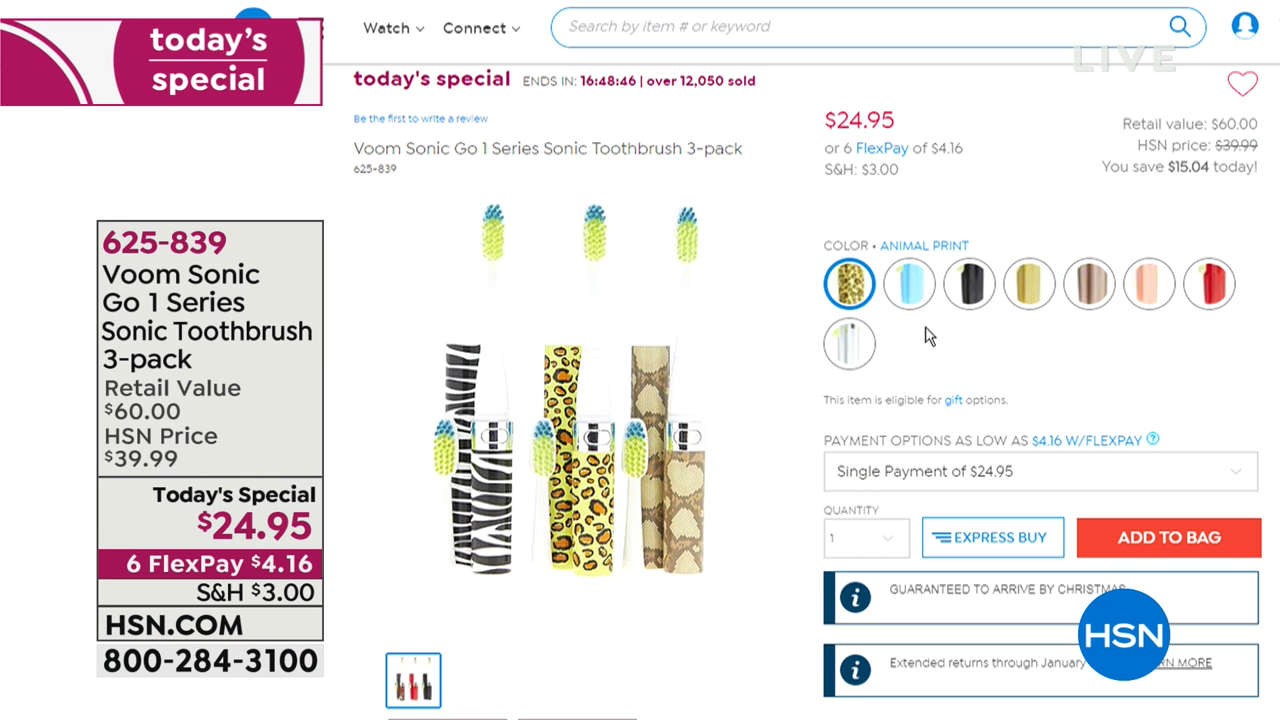 today's
special
Watch
Connect
Search by item # or keyword
LIVE
today's special ENDS IN: 16:48:46 | over 12,050 sold
Be the first to write a review
Voom Sonic Go 1 Series Sonic Toothbrush 3-pack
625-839
$24.95
or 6 FlexPay of $4.16
S&H: $3.00
Retail value: $60.00
HSN price: $39.99
You save $15.04 today!
COLOR • ANIMAL PRINT
This item is eligible for gift options.
PAYMENT OPTIONS AS LOW AS $4.16 W/FLEXPAY ?
Single Payment of $24.95
QUANTITY
1
EXPRESS BUY
ADD TO BAG
i
GUARANTEED TO ARRIVE BY CHRISTMAS
HSN
i
Extended returns through January
LEARN MORE
625-839
Voom Sonic
Go 1 Series
Sonic Toothbrush
3-pack
Retail Value
$60.00
HSN Price
$39.99
Today's Special
$24.95
6 FlexPay $4.16
S&H $3.00
HSN.COM
800-284-3100